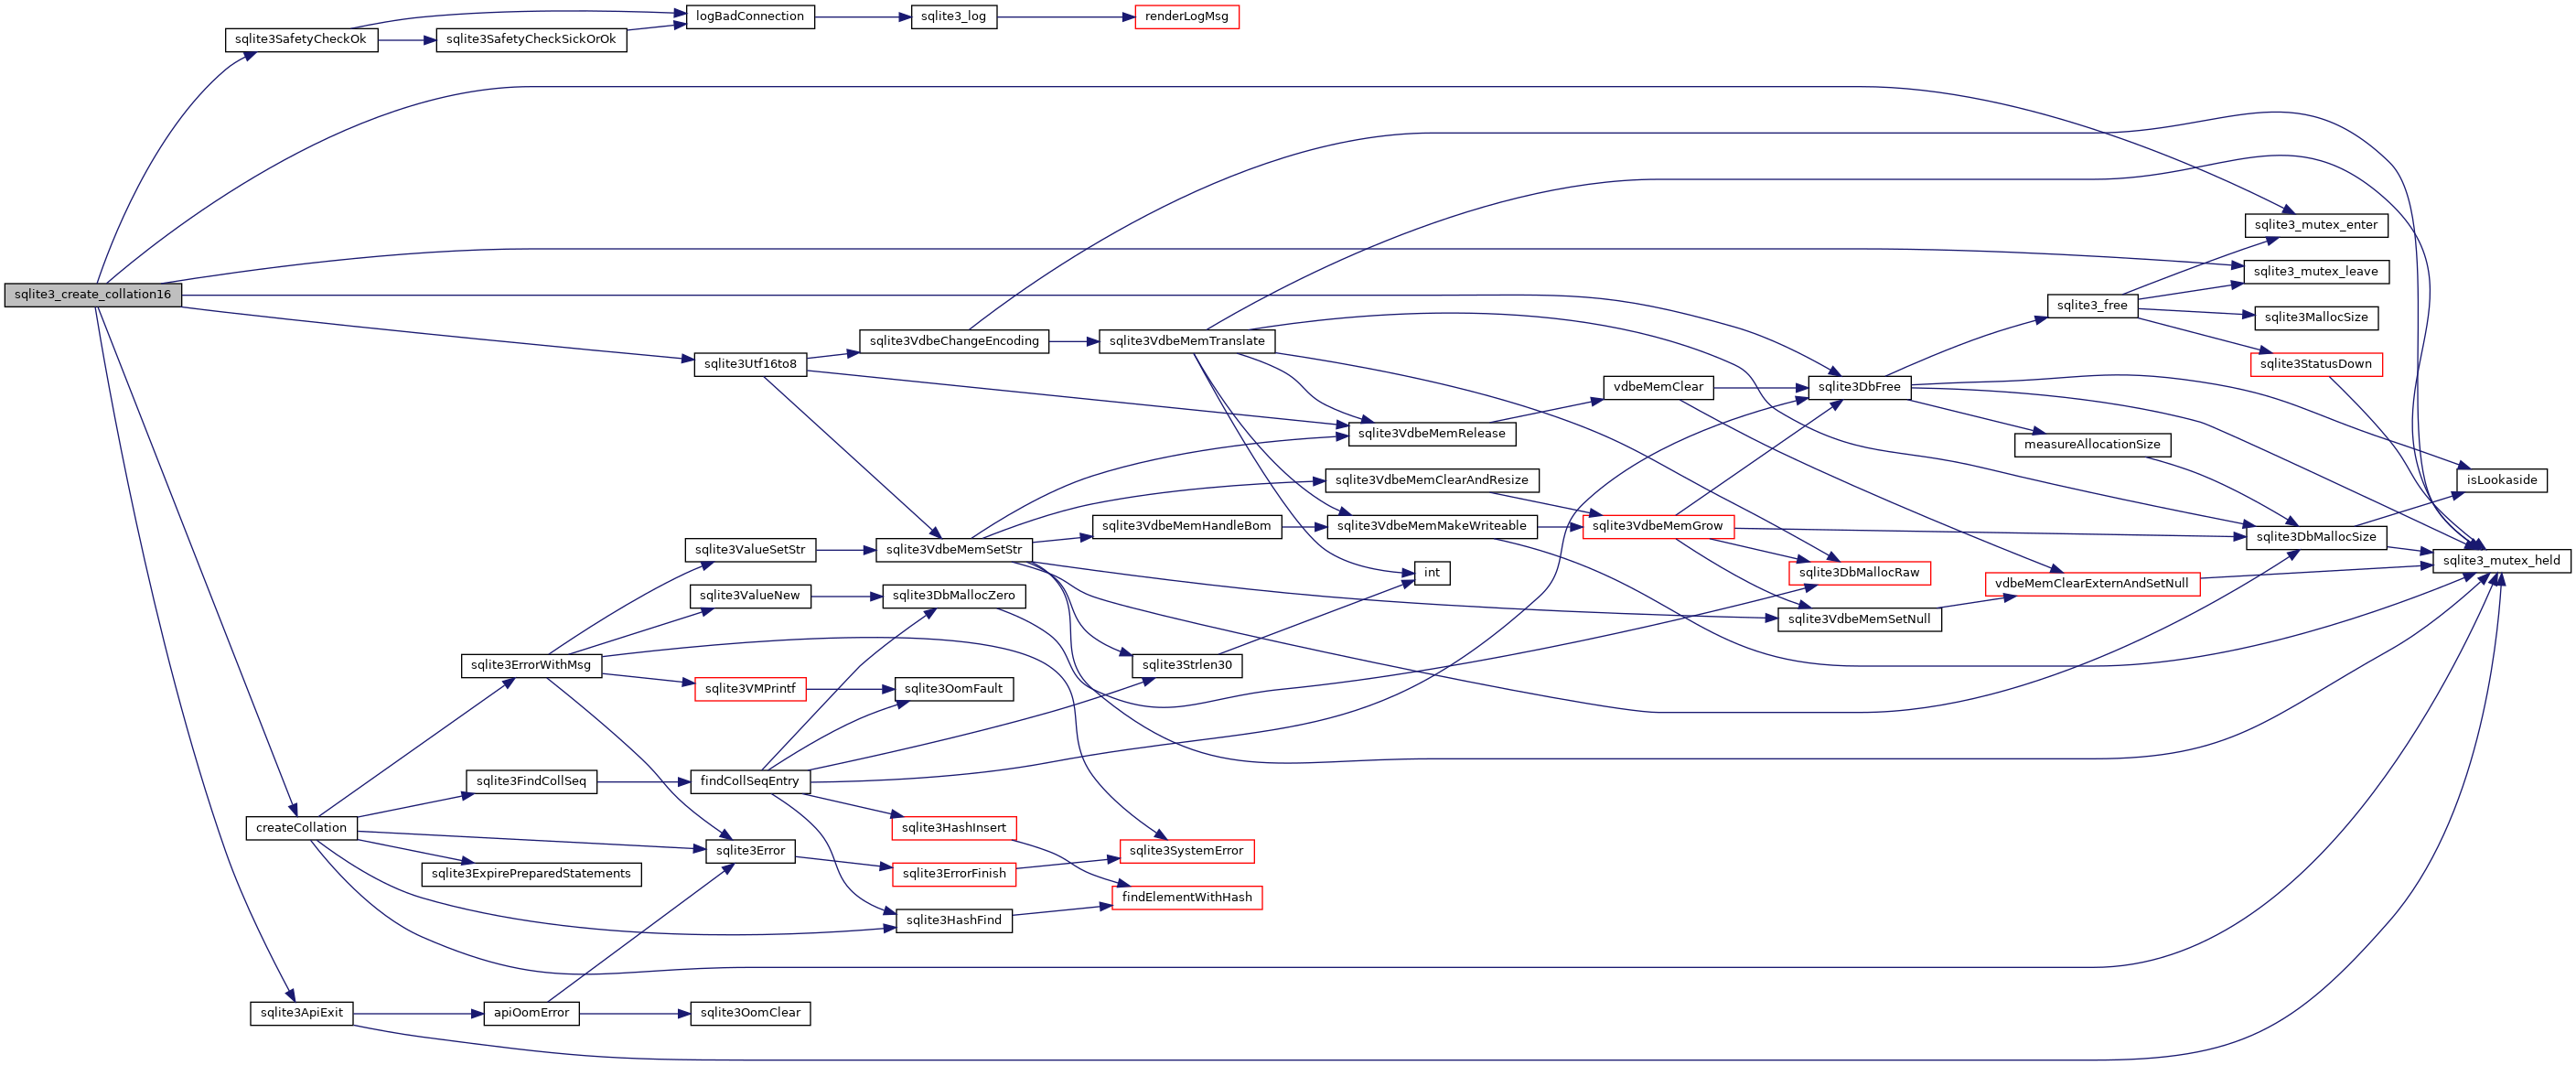 logBadConnection
sqlite3_log
renderLogMsg
sqlite3SafetyCheckOk
sqlite3SafetyCheckSickOrOk
sqlite3_mutex_enter
sqlite3_mutex_leave
sqlite3_create_collation16
sqlite3_free
sqlite3MallocSize
sqlite3VdbeChangeEncoding
sqlite3VdbeMemTranslate
sqlite3Utf16to8
sqlite3StatusDown
vdbeMemClear
sqlite3DbFree
sqlite3VdbeMemRelease
measureAllocationSize
sqlite3VdbeMemClearAndResize
isLookaside
sqlite3VdbeMemHandleBom
sqlite3VdbeMemMakeWriteable
sqlite3VdbeMemGrow
sqlite3DbMallocSize
sqlite3ValueSetStr
sqlite3VdbeMemSetStr
sqlite3_mutex_held
int
sqlite3DbMallocRaw
vdbeMemClearExternAndSetNull
sqlite3ValueNew
sqlite3DbMallocZero
sqlite3VdbeMemSetNull
sqlite3ErrorWithMsg
sqlite3Strlen30
sqlite3VMPrintf
sqlite3OomFault
sqlite3FindCollSeq
findCollSeqEntry
createCollation
sqlite3HashInsert
sqlite3Error
sqlite3SystemError
sqlite3ExpirePreparedStatements
sqlite3ErrorFinish
findElementWithHash
sqlite3HashFind
sqlite3ApiExit
apiOomError
sqlite3OomClear